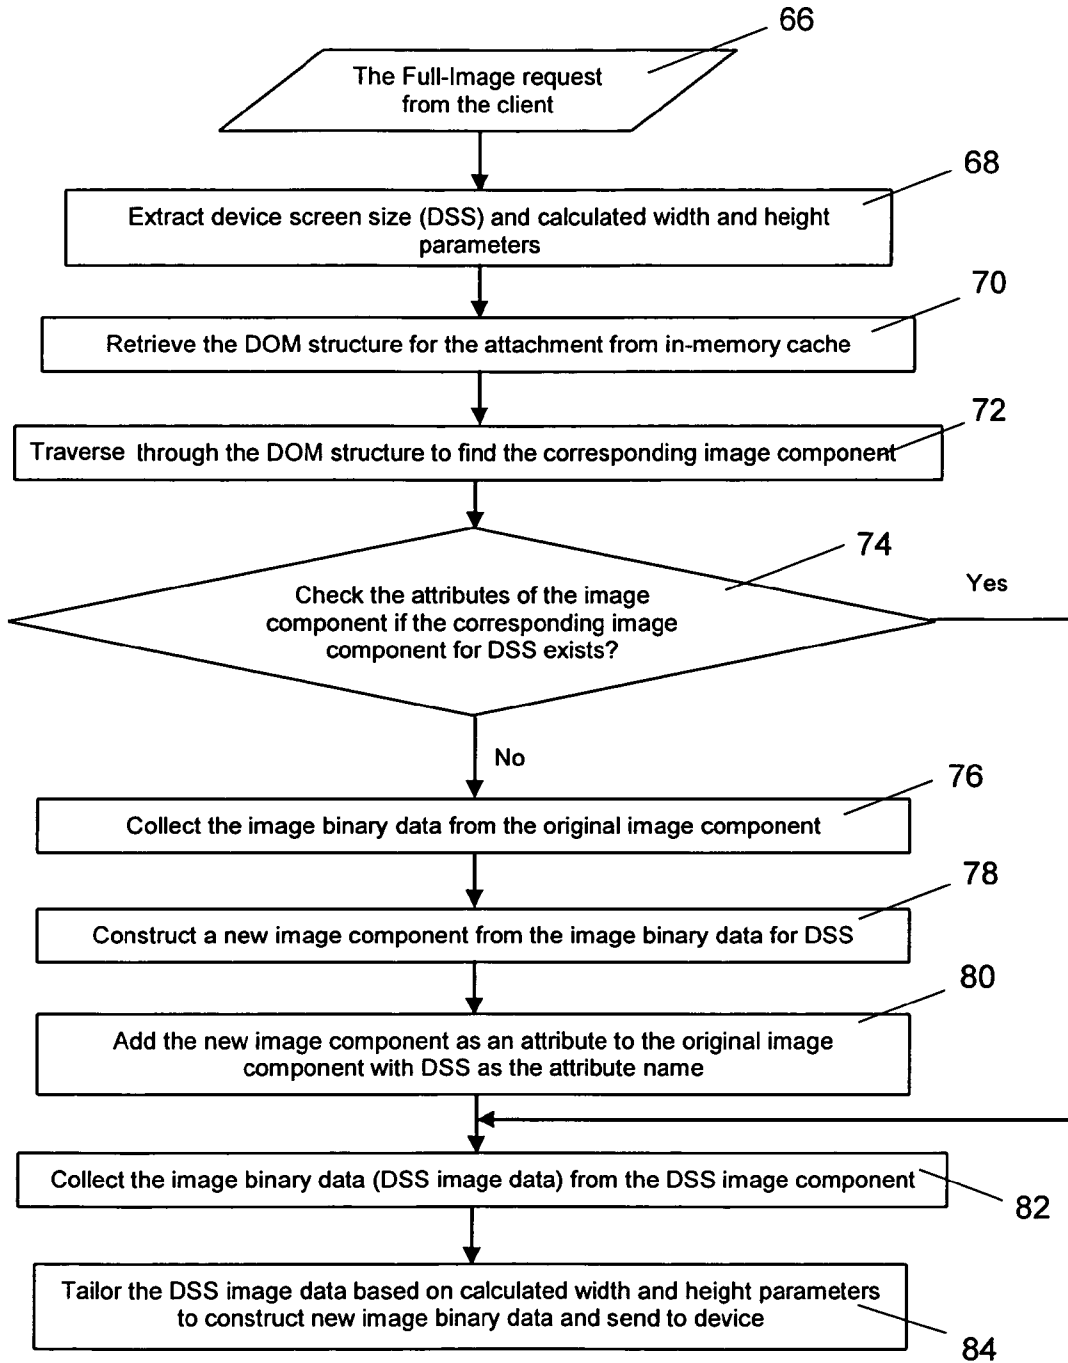 66
The Full-Image request
from the client
68
Extract device screen size (DSS) and calculated width and height
parameters
70
Retrieve the DOM structure for the attachment from in-memory cache
72
Traverse through the DOM structure to find the corresponding image component
74
Yes
Check the attributes of the image
component if the corresponding image
component for DSS exists?
No
76
Collect the image binary data from the original image component
78
Construct a new image component from the image binary data for DSS
80
Add the new image component as an attribute to the original image
component with DSS as the attribute name
Collect the image binary data (DSS image data) from the DSS image component
82
Tailor the DSS image data based on calculated width and height parameters
to construct new image binary data and send to device
84